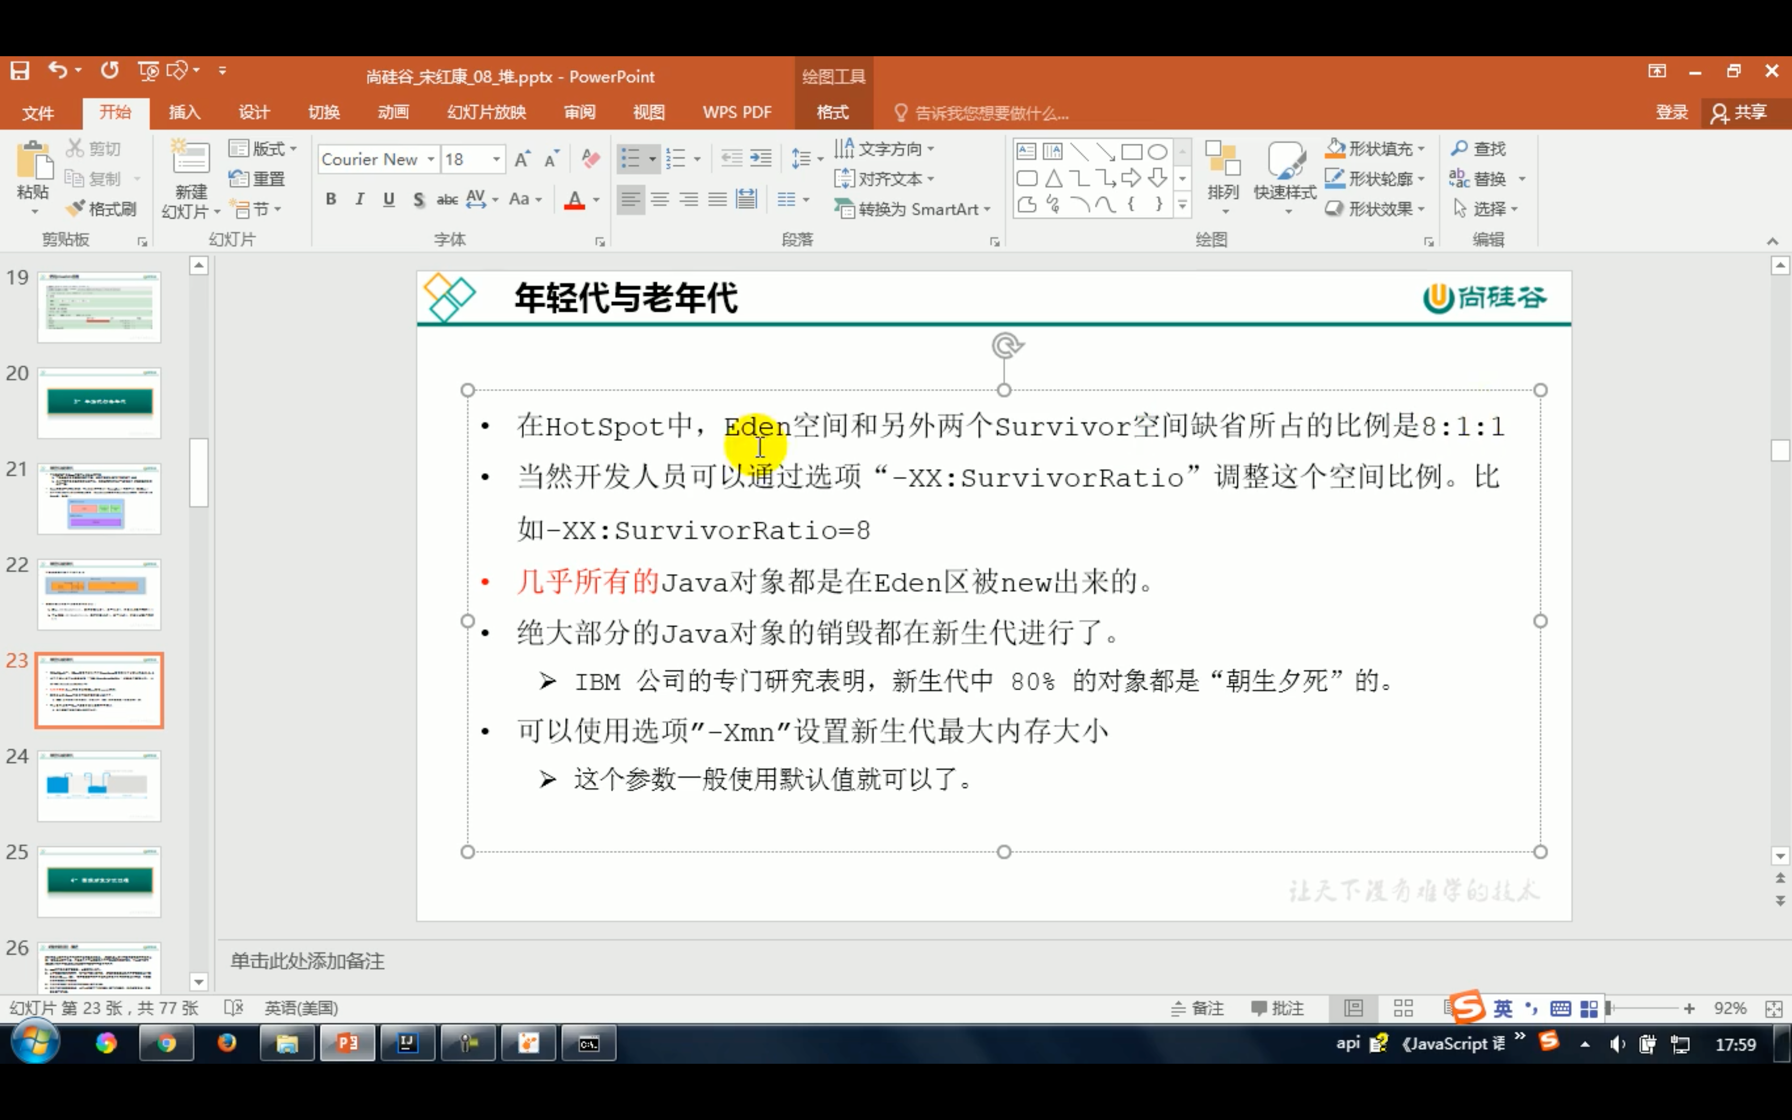 尚硅谷_宋红康_08_堆.pptx - PowerPoint
绘图工具
文件 开始 插入 设计 切换 动画 幻灯片放映 审阅 视图 WPS PDF 格式 告诉我您想要做什么... 登录 共享
粘贴 剪切 复制 格式刷 剪贴板
新建 幻灯片 版式 重置 节 幻灯片
Courier New 18
B I U S abc AV Aa A 字体
文字方向 对齐文本 转换为 SmartArt 段落
排列 快速样式 形状填充 形状轮廓 形状效果 绘图
查找 替换 选择 编辑
19
20
21
22
23
24
25
26
年轻代与老年代
尚硅谷
• 在HotSpot中，Eden空间和另外两个Survivor空间缺省所占的比例是8:1:1
• 当然开发人员可以通过选项“-XX:SurvivorRatio”调整这个空间比例。比
如-XX:SurvivorRatio=8
• 几乎所有的Java对象都是在Eden区被new出来的。
• 绝大部分的Java对象的销毁都在新生代进行了。
➢ IBM 公司的专门研究表明，新生代中 80% 的对象都是“朝生夕死”的。
• 可以使用选项”-Xmn”设置新生代最大内存大小
➢ 这个参数一般使用默认值就可以了。
让天下没有难学的技术
单击此处添加备注
幻灯片 第 23 张，共 77 张 英语(美国) 备注 批注 英 92%
api 《JavaScript 语 17:59